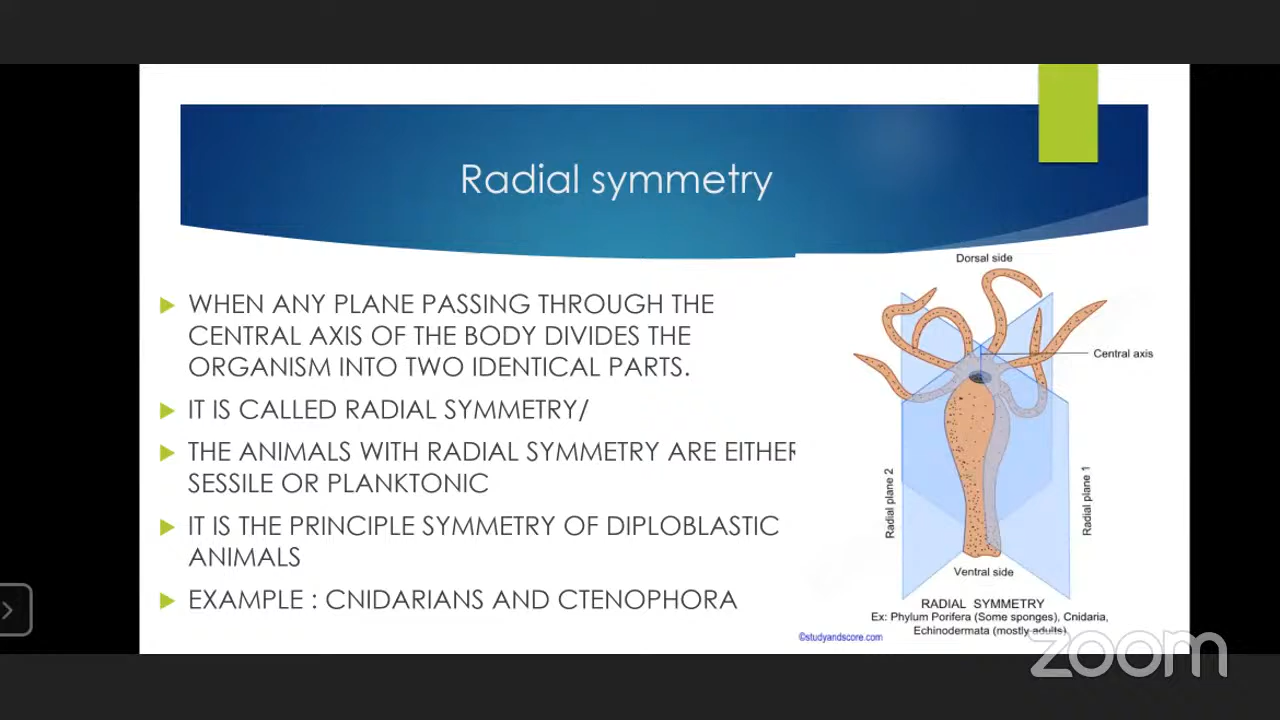 Radial symmetry
WHEN ANY PLANE PASSING THROUGH THE
CENTRAL AXIS OF THE BODY DIVIDES THE
ORGANISM INTO TWO IDENTICAL PARTS.
IT IS CALLED RADIAL SYMMETRY/
THE ANIMALS WITH RADIAL SYMMETRY ARE EITHER
SESSILE OR PLANKTONIC
IT IS THE PRINCIPLE SYMMETRY OF DIPLOBLASTIC
ANIMALS
EXAMPLE : CNIDARIANS AND CTENOPHORA
Dorsal side
Central axis
Radial plane 2
Radial plane 1
Ventral side
RADIAL SYMMETRY
Ex: Phylum Porifera (Some sponges), Cnidaria,
Echinodermata (mostly adults)
©studyandscore.com
zoom